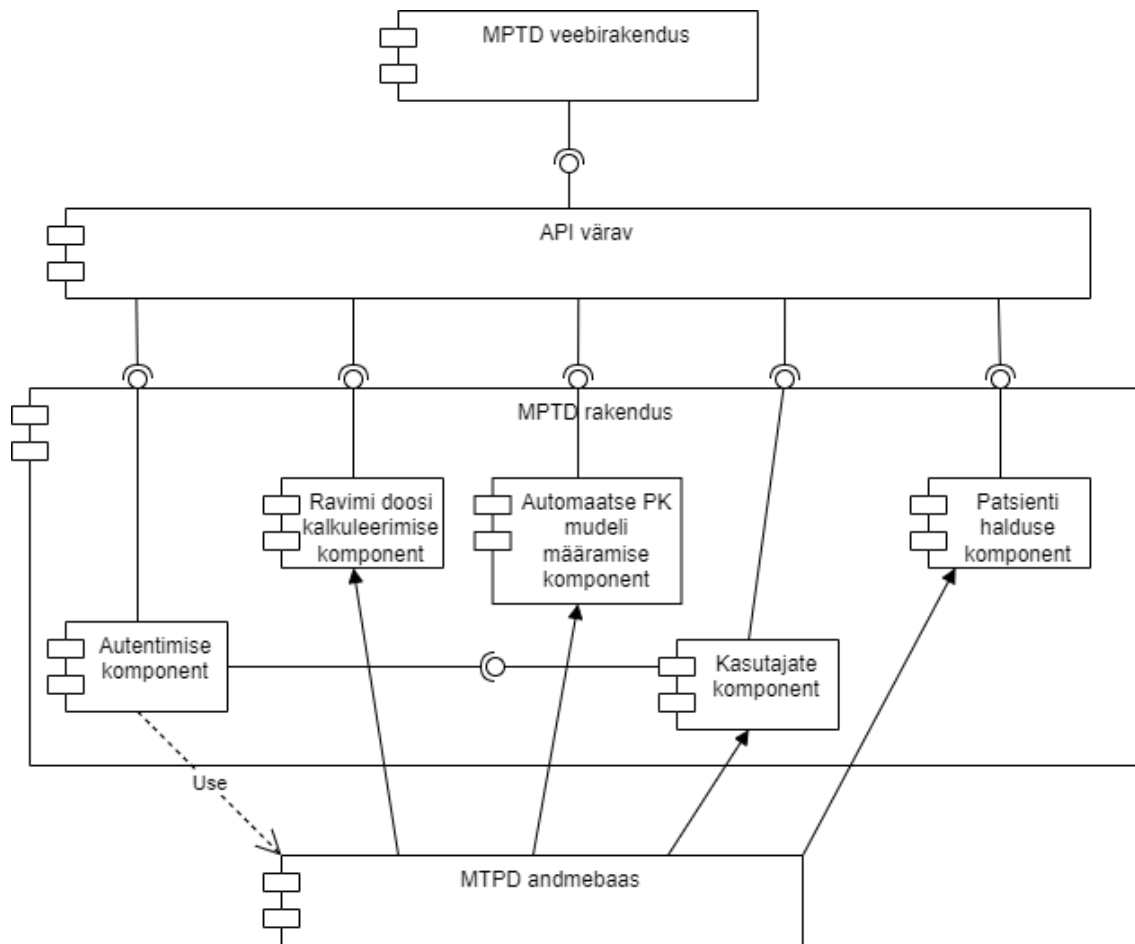 MPTD veebirakendus
API värav
MPTD rakendus
Ravimi doosi
kalkuleerimise
komponent
Automaatse PK
mudeli
määramise
komponent
Patsienti
halduse
komponent
Autentimise
komponent
Kasutajate
komponent
Use
MTPD andmebaas